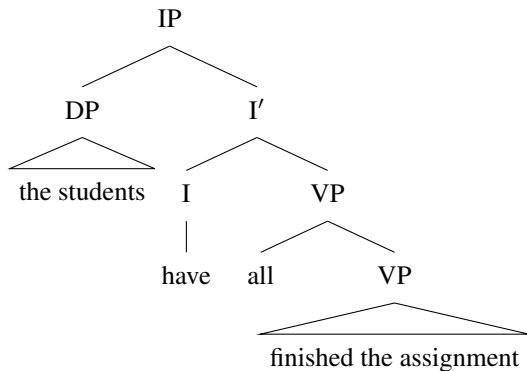 IP
DP I′
the students I VP
have all VP
finished the assignment